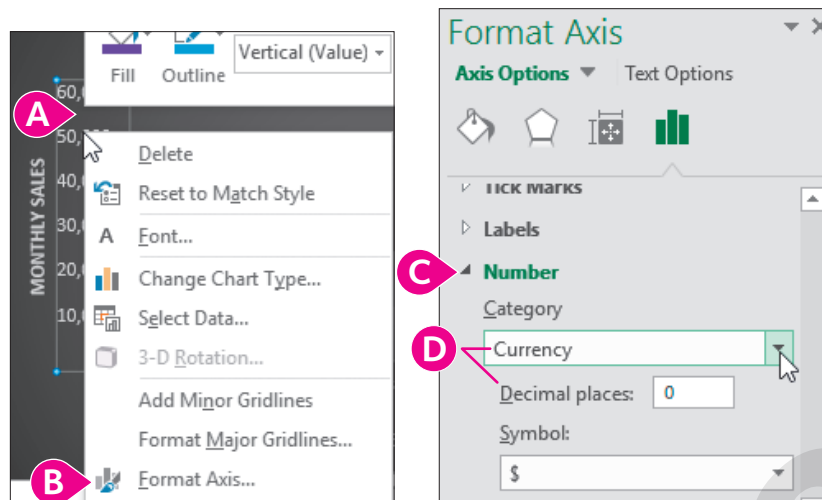 Fill
Outline
Vertical (Value)
A
60,
50,
40,
30,
20,
10,
MONTHLY SALES
Delete
Reset to Match Style
A Font...
Change Chart Type...
Select Data...
3-D Rotation...
Add Minor Gridlines
Format Major Gridlines...
B
Format Axis...
Format Axis
Axis Options
Text Options
Tick Marks
Labels
C
Number
Category
D
Currency
Decimal places: 0
Symbol:
$